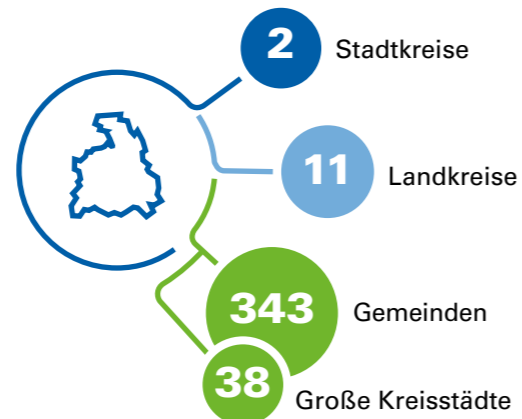 2 Stadtkreise
11 Landkreise
343 Gemeinden
38 Große Kreisstädte